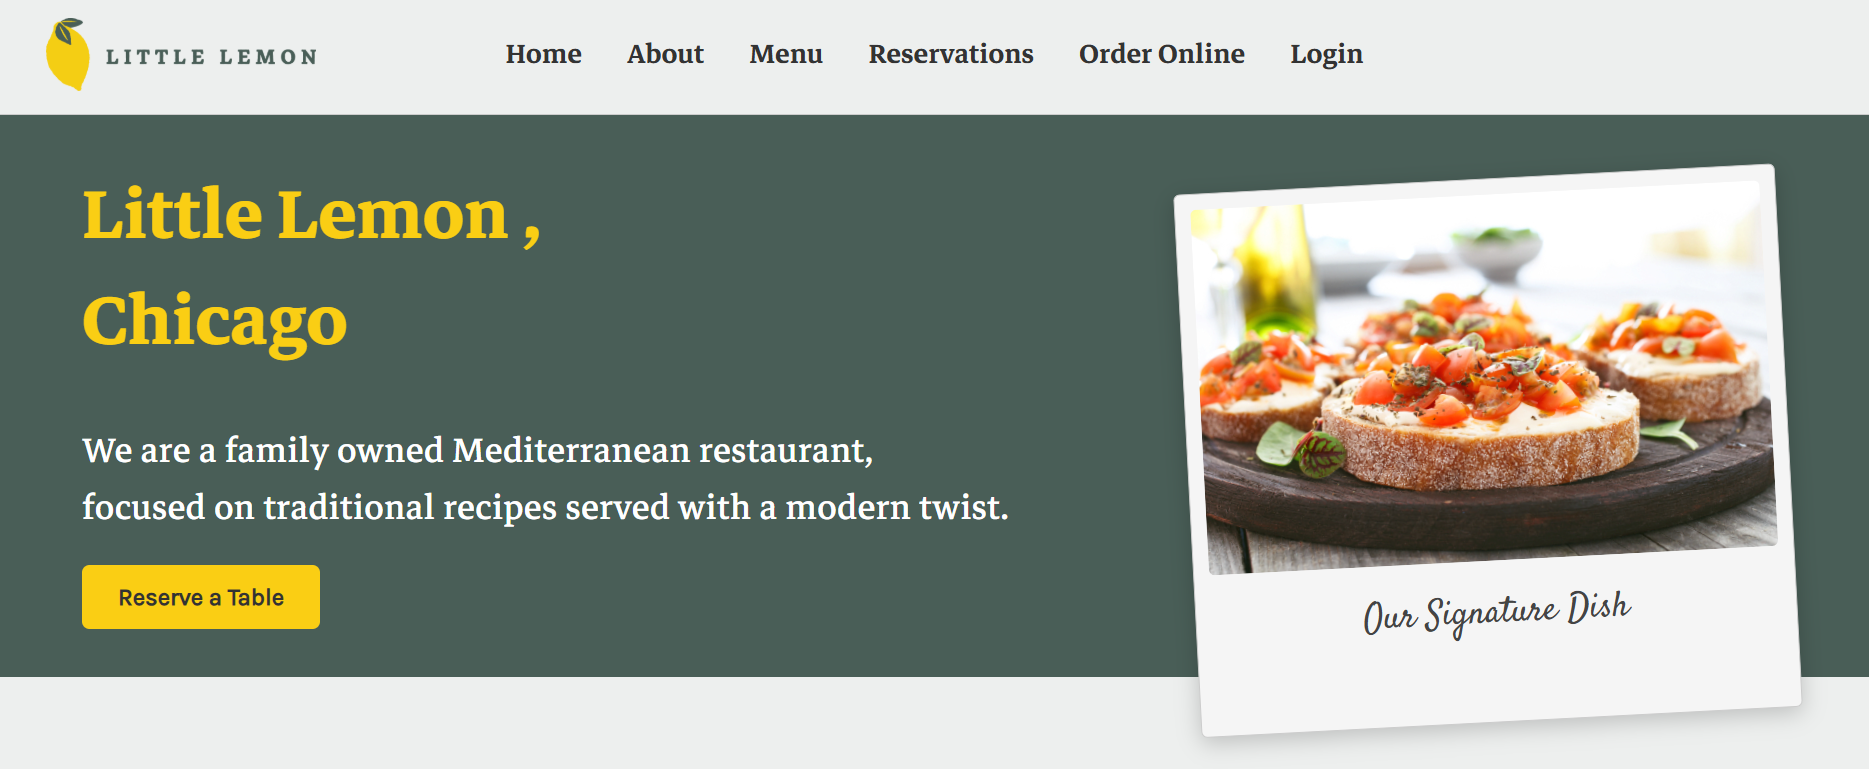 LITTLE LEMON
Home About Menu Reservations Order Online Login
Little Lemon ,
Chicago
We are a family owned Mediterranean restaurant,
focused on traditional recipes served with a modern twist.
Reserve a Table
Our Signature Dish